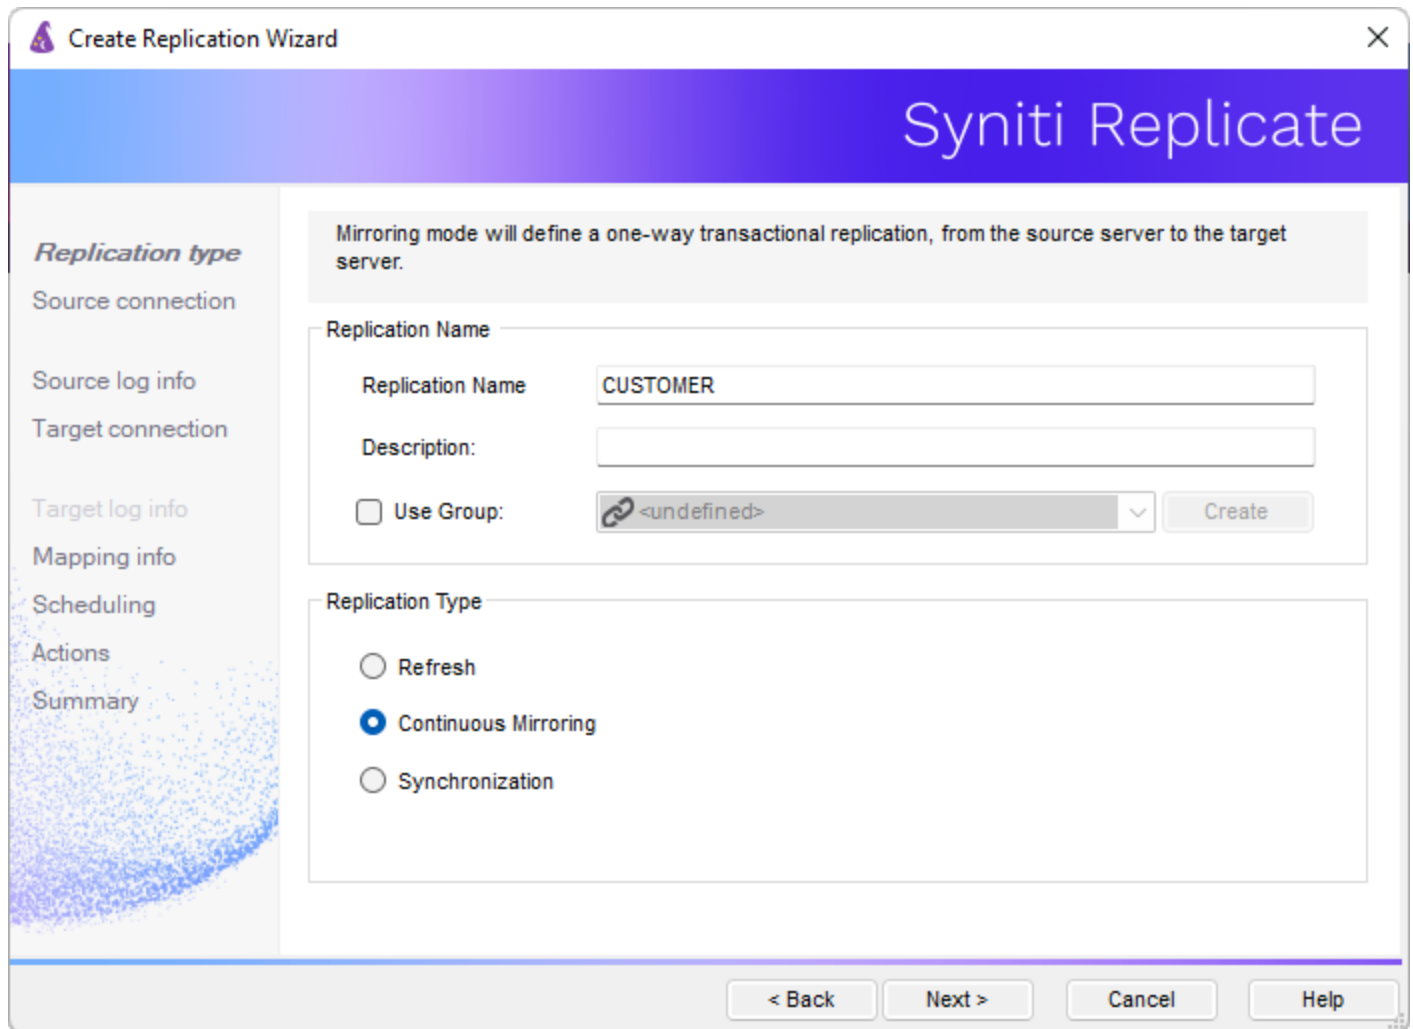 Create Replication Wizard
Syniti Replicate
Replication type
Source connection
Source log info
Target connection
Target log info
Mapping info
Scheduling
Actions
Summary
Mirroring mode will define a one-way transactional replication, from the source server to the target
server.
Replication Name
Replication Name CUSTOMER
Description:
Use Group: <undefined> Create
Replication Type
Refresh
Continuous Mirroring
Synchronization
< Back Next > Cancel Help